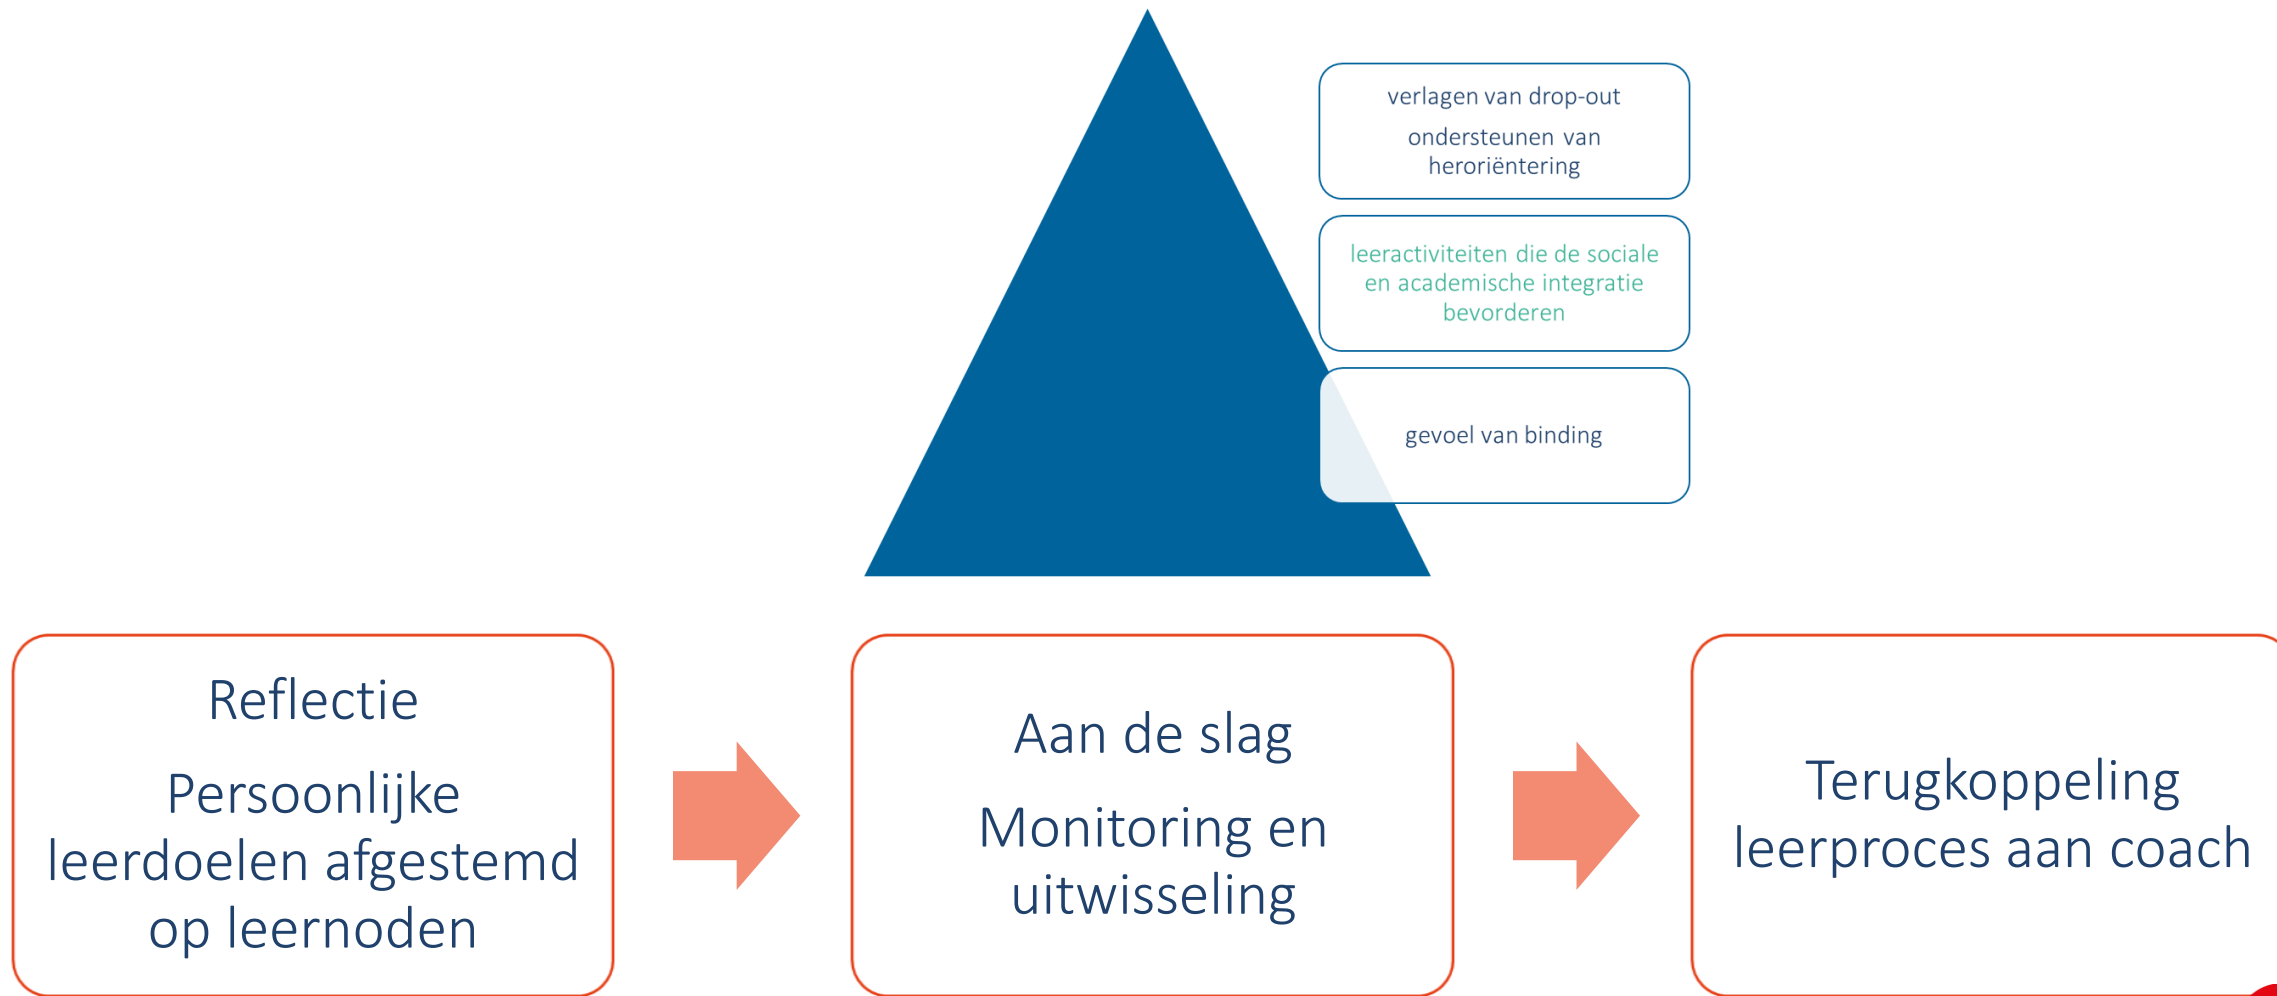 verlagen van drop-out
ondersteunen van
heroriëntering
leeractiviteiten die de sociale
en academische integratie
bevorderen
gevoel van binding
Reflectie
Persoonlijke
leerdoelen afgestemd
op leernoden
Aan de slag
Monitoring en
uitwisseling
Terugkoppeling
leerproces aan coach